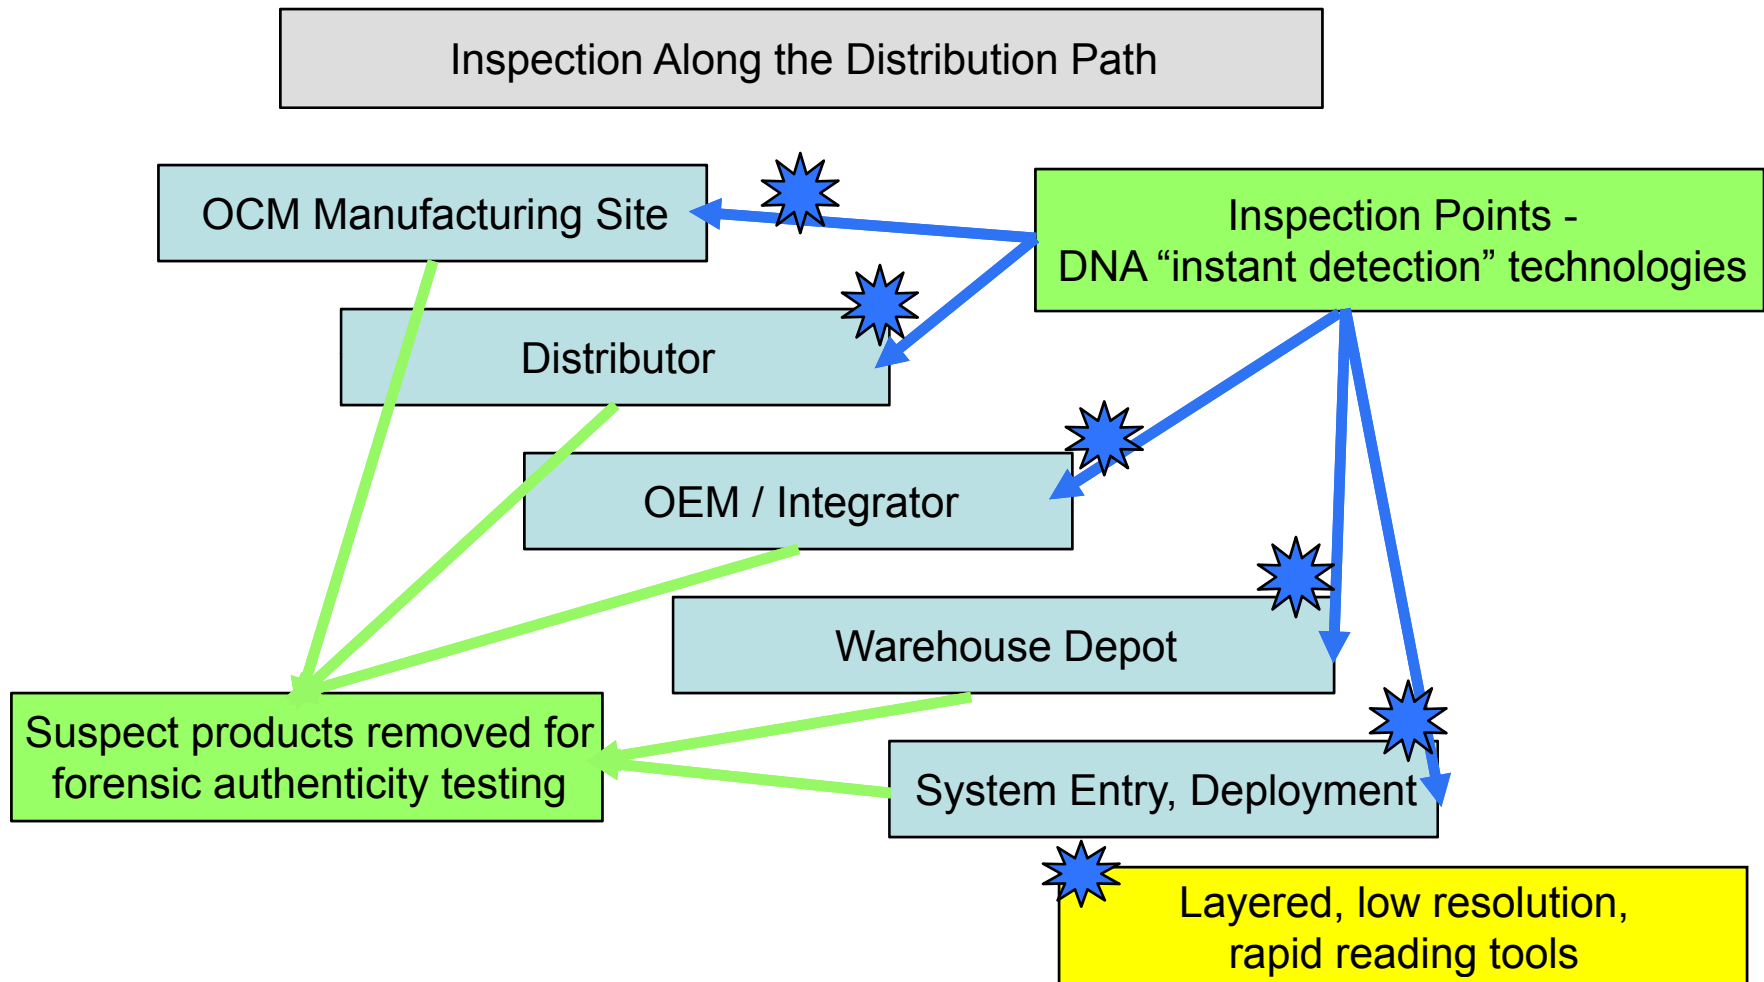 Inspection Along the Distribution Path
OCM Manufacturing Site
Inspection Points -
DNA “instant detection” technologies
Distributor
OEM / Integrator
Warehouse Depot
Suspect products removed for
forensic authenticity testing
System Entry, Deployment
Layered, low resolution,
rapid reading tools